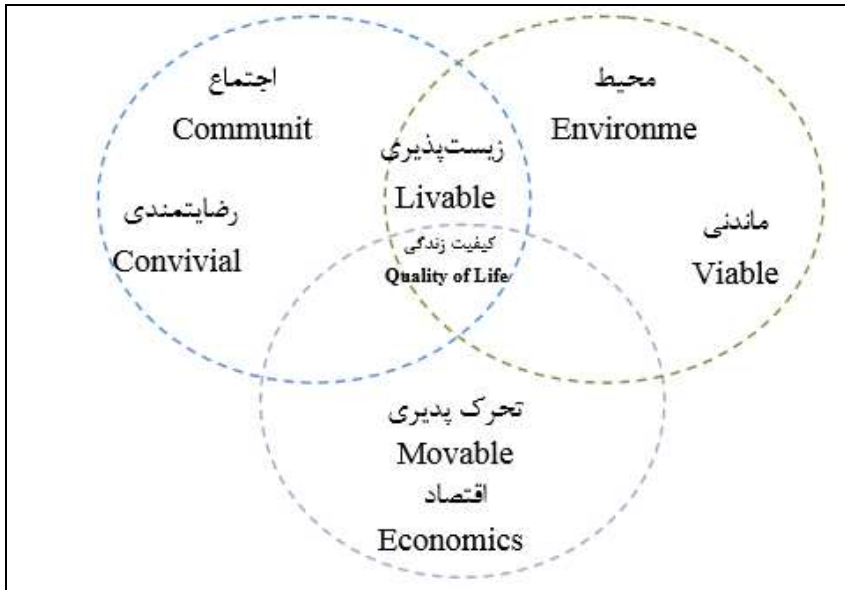 اجتماع
Communit
رضایتمندی
Convivial
زیست‌پذیری
Livable
کیفیت زندگی
Quality of Life
محیط
Environme
ماندنی
Viable
تحرک پدیری
Movable
اقتصاد
Economics